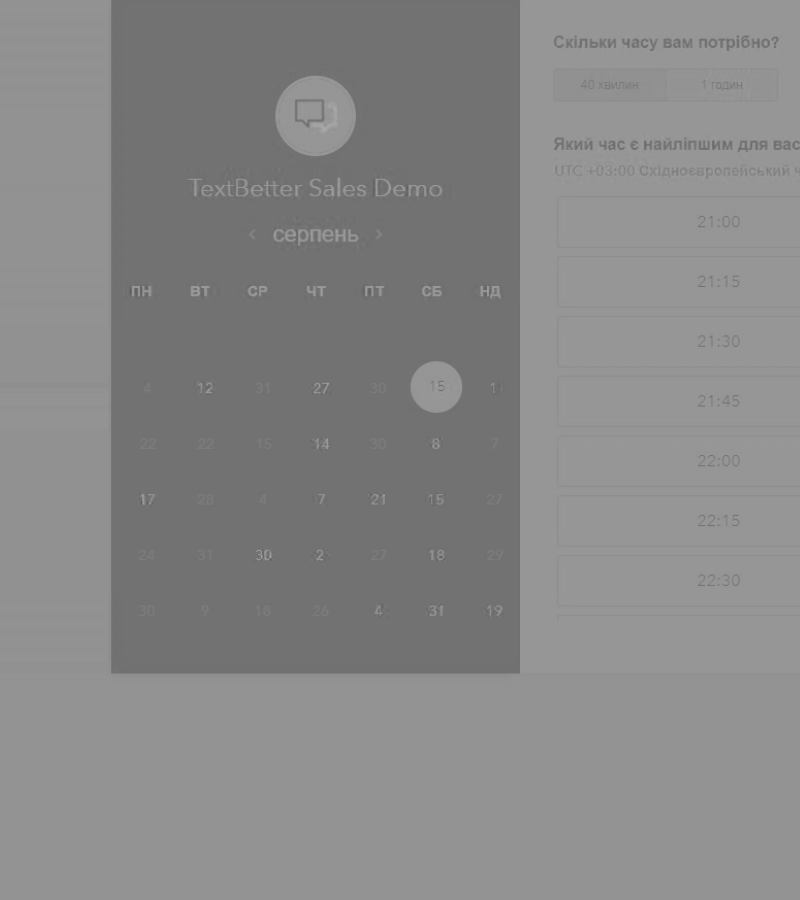 TextBetter Sales Demo
< серпень >
ПН ВТ СР ЧТ ПТ СБ НД
4 12 31 27 30 15 1
22 22 15 14 30 8 7
17 28 4 7 21 15 27
24 31 30 2 27 18 29
30 9 18 26 4 31 19
Скільки часу вам потрібно?
40 хвилин 1 годин
Який час є найліпшим для вас
UTC +03:00 Східноєвропейський ч
21:00
21:15
21:30
21:45
22:00
22:15
22:30